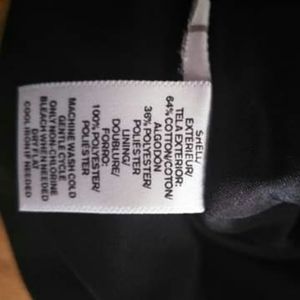 SHELL/
EXTERIEUR/
TELA EXTERIOR:
64% COTTON/COTON/
ALGODON
36% POLYESTER/
POLIESTER
LINING/
DOUBLURE/
FORRO:
100% POLYESTER/
POLIESTER
MACHINE WASH COLD
GENTLE CYCLE
ONLY NON-CHLORINE
BLEACH WHEN NEEDED
DRY FLAT
COOL IRON IF NEEDED